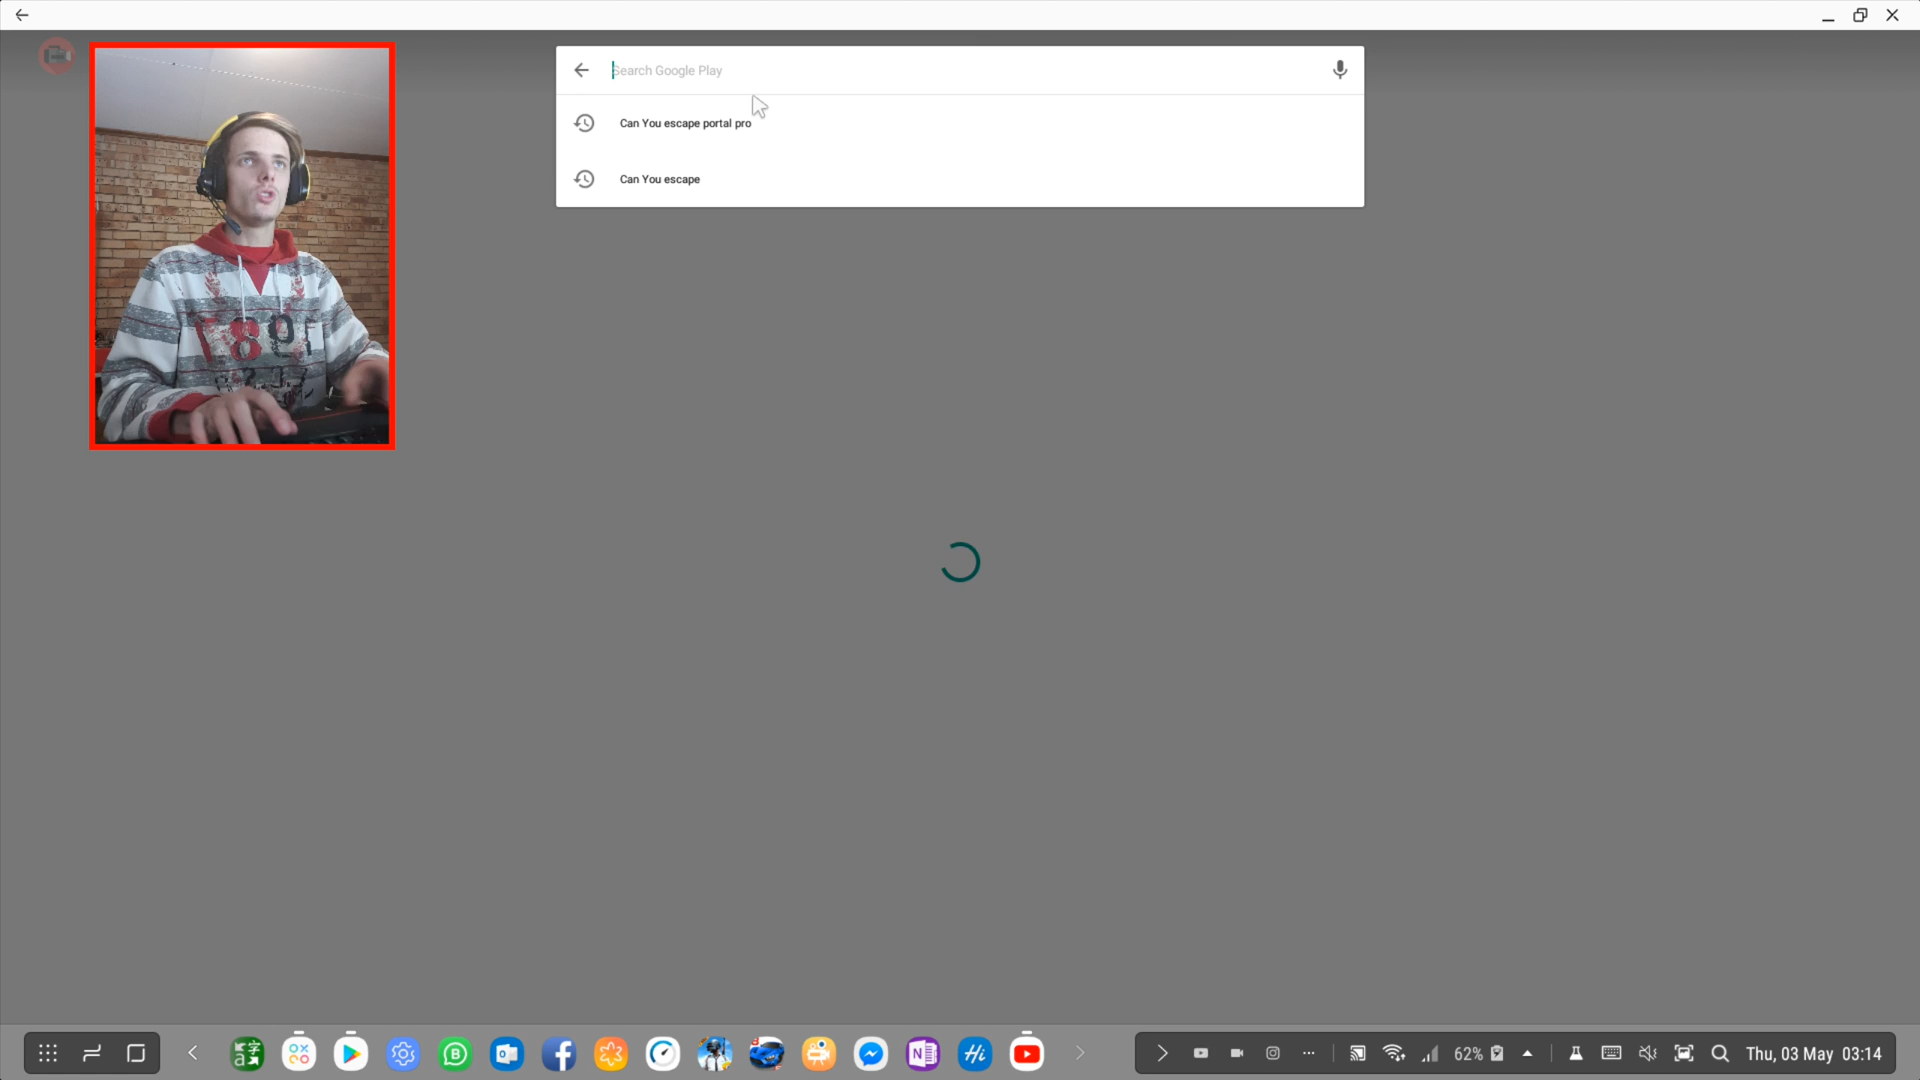 Search Google Play
Can You escape portal pro
Can You escape
62%
Thu, 03 May 03:14